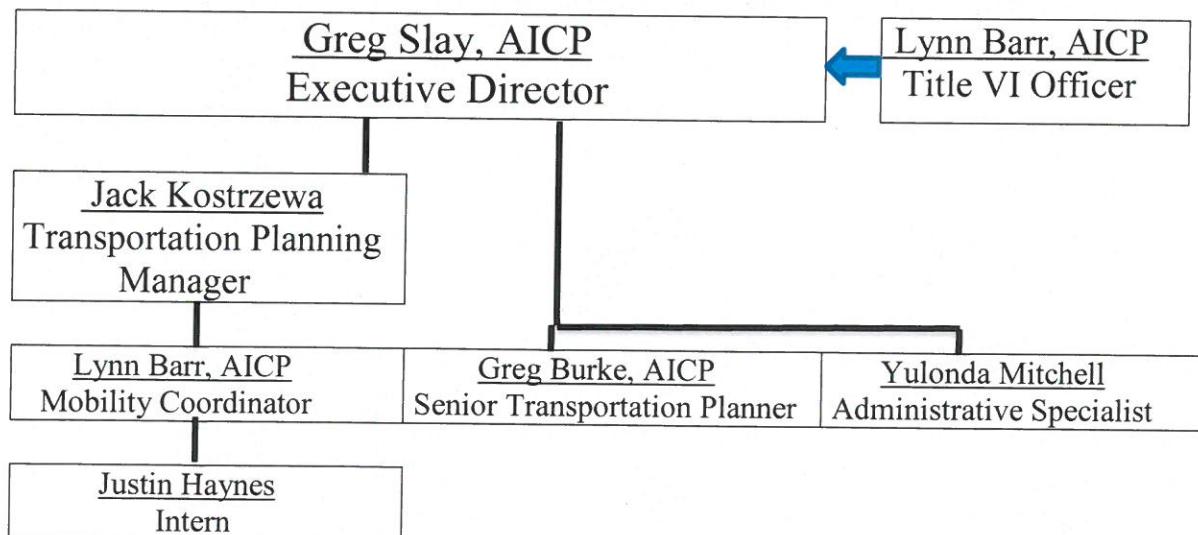 Greg Slay, AICP
Executive Director
Lynn Barr, AICP
Title VI Officer
Jack Kostrzewa
Transportation Planning
Manager
Lynn Barr, AICP
Mobility Coordinator
Greg Burke, AICP
Senior Transportation Planner
Yulonda Mitchell
Administrative Specialist
Justin Haynes
Intern